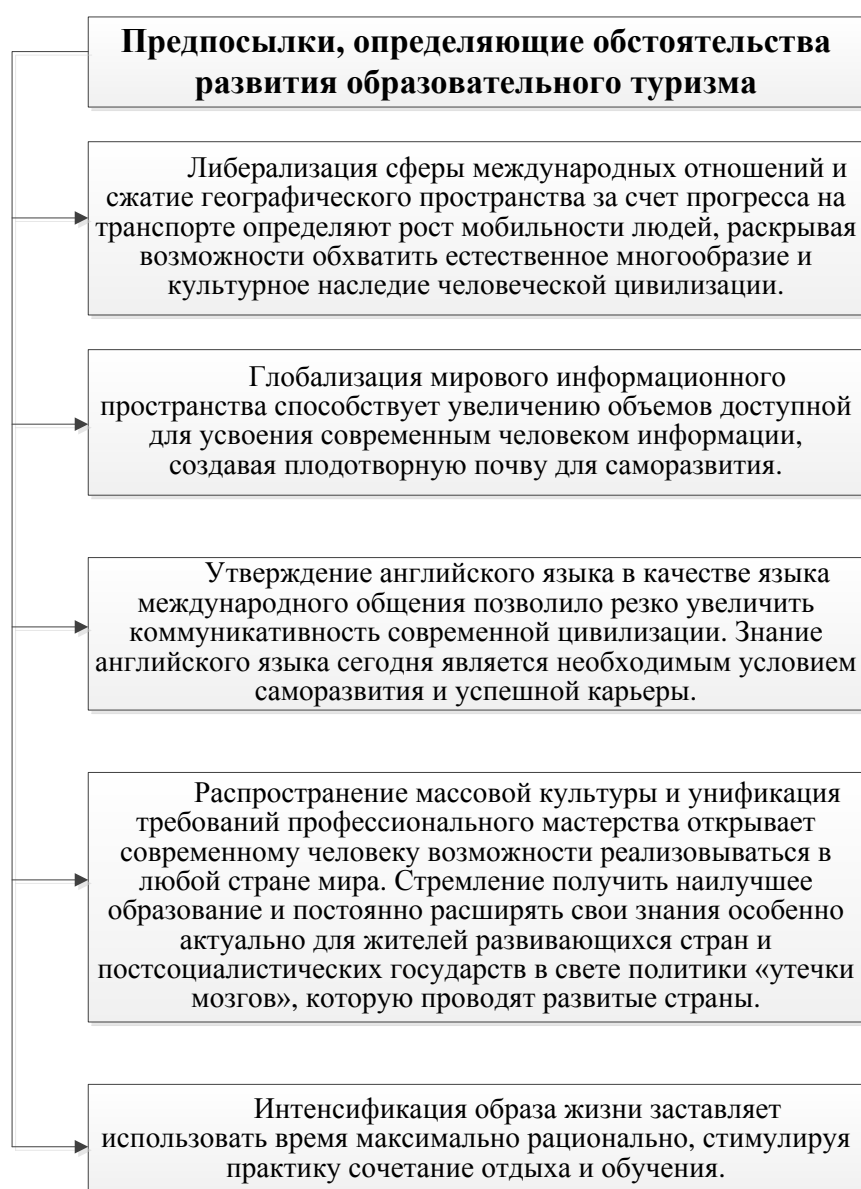 Предпосылки, определяющие обстоятельства
развития образовательного туризма
Либерализация сферы международных отношений и
сжатие географического пространства за счет прогресса на
транспорте определяют рост мобильности людей, раскрывая
возможности обхватить естественное многообразие и
культурное наследие человеческой цивилизации.
Глобализация мирового информационного
пространства способствует увеличению объемов доступной
для усвоения современным человеком информации,
создавая плодотворную почву для саморазвития.
Утверждение английского языка в качестве языка
международного общения позволило резко увеличить
коммуникативность современной цивилизации. Знание
английского языка сегодня является необходимым условием
саморазвития и успешной карьеры.
Распространение массовой культуры и унификация
требований профессионального мастерства открывает
современному человеку возможности реализовываться в
любой стране мира. Стремление получить наилучшее
образование и постоянно расширять свои знания особенно
актуально для жителей развивающихся стран и
постсоциалистических государств в свете политики «утечки
мозгов», которую проводят развитые страны.
Интенсификация образа жизни заставляет
использовать время максимально рационально, стимулируя
практику сочетание отдыха и обучения.